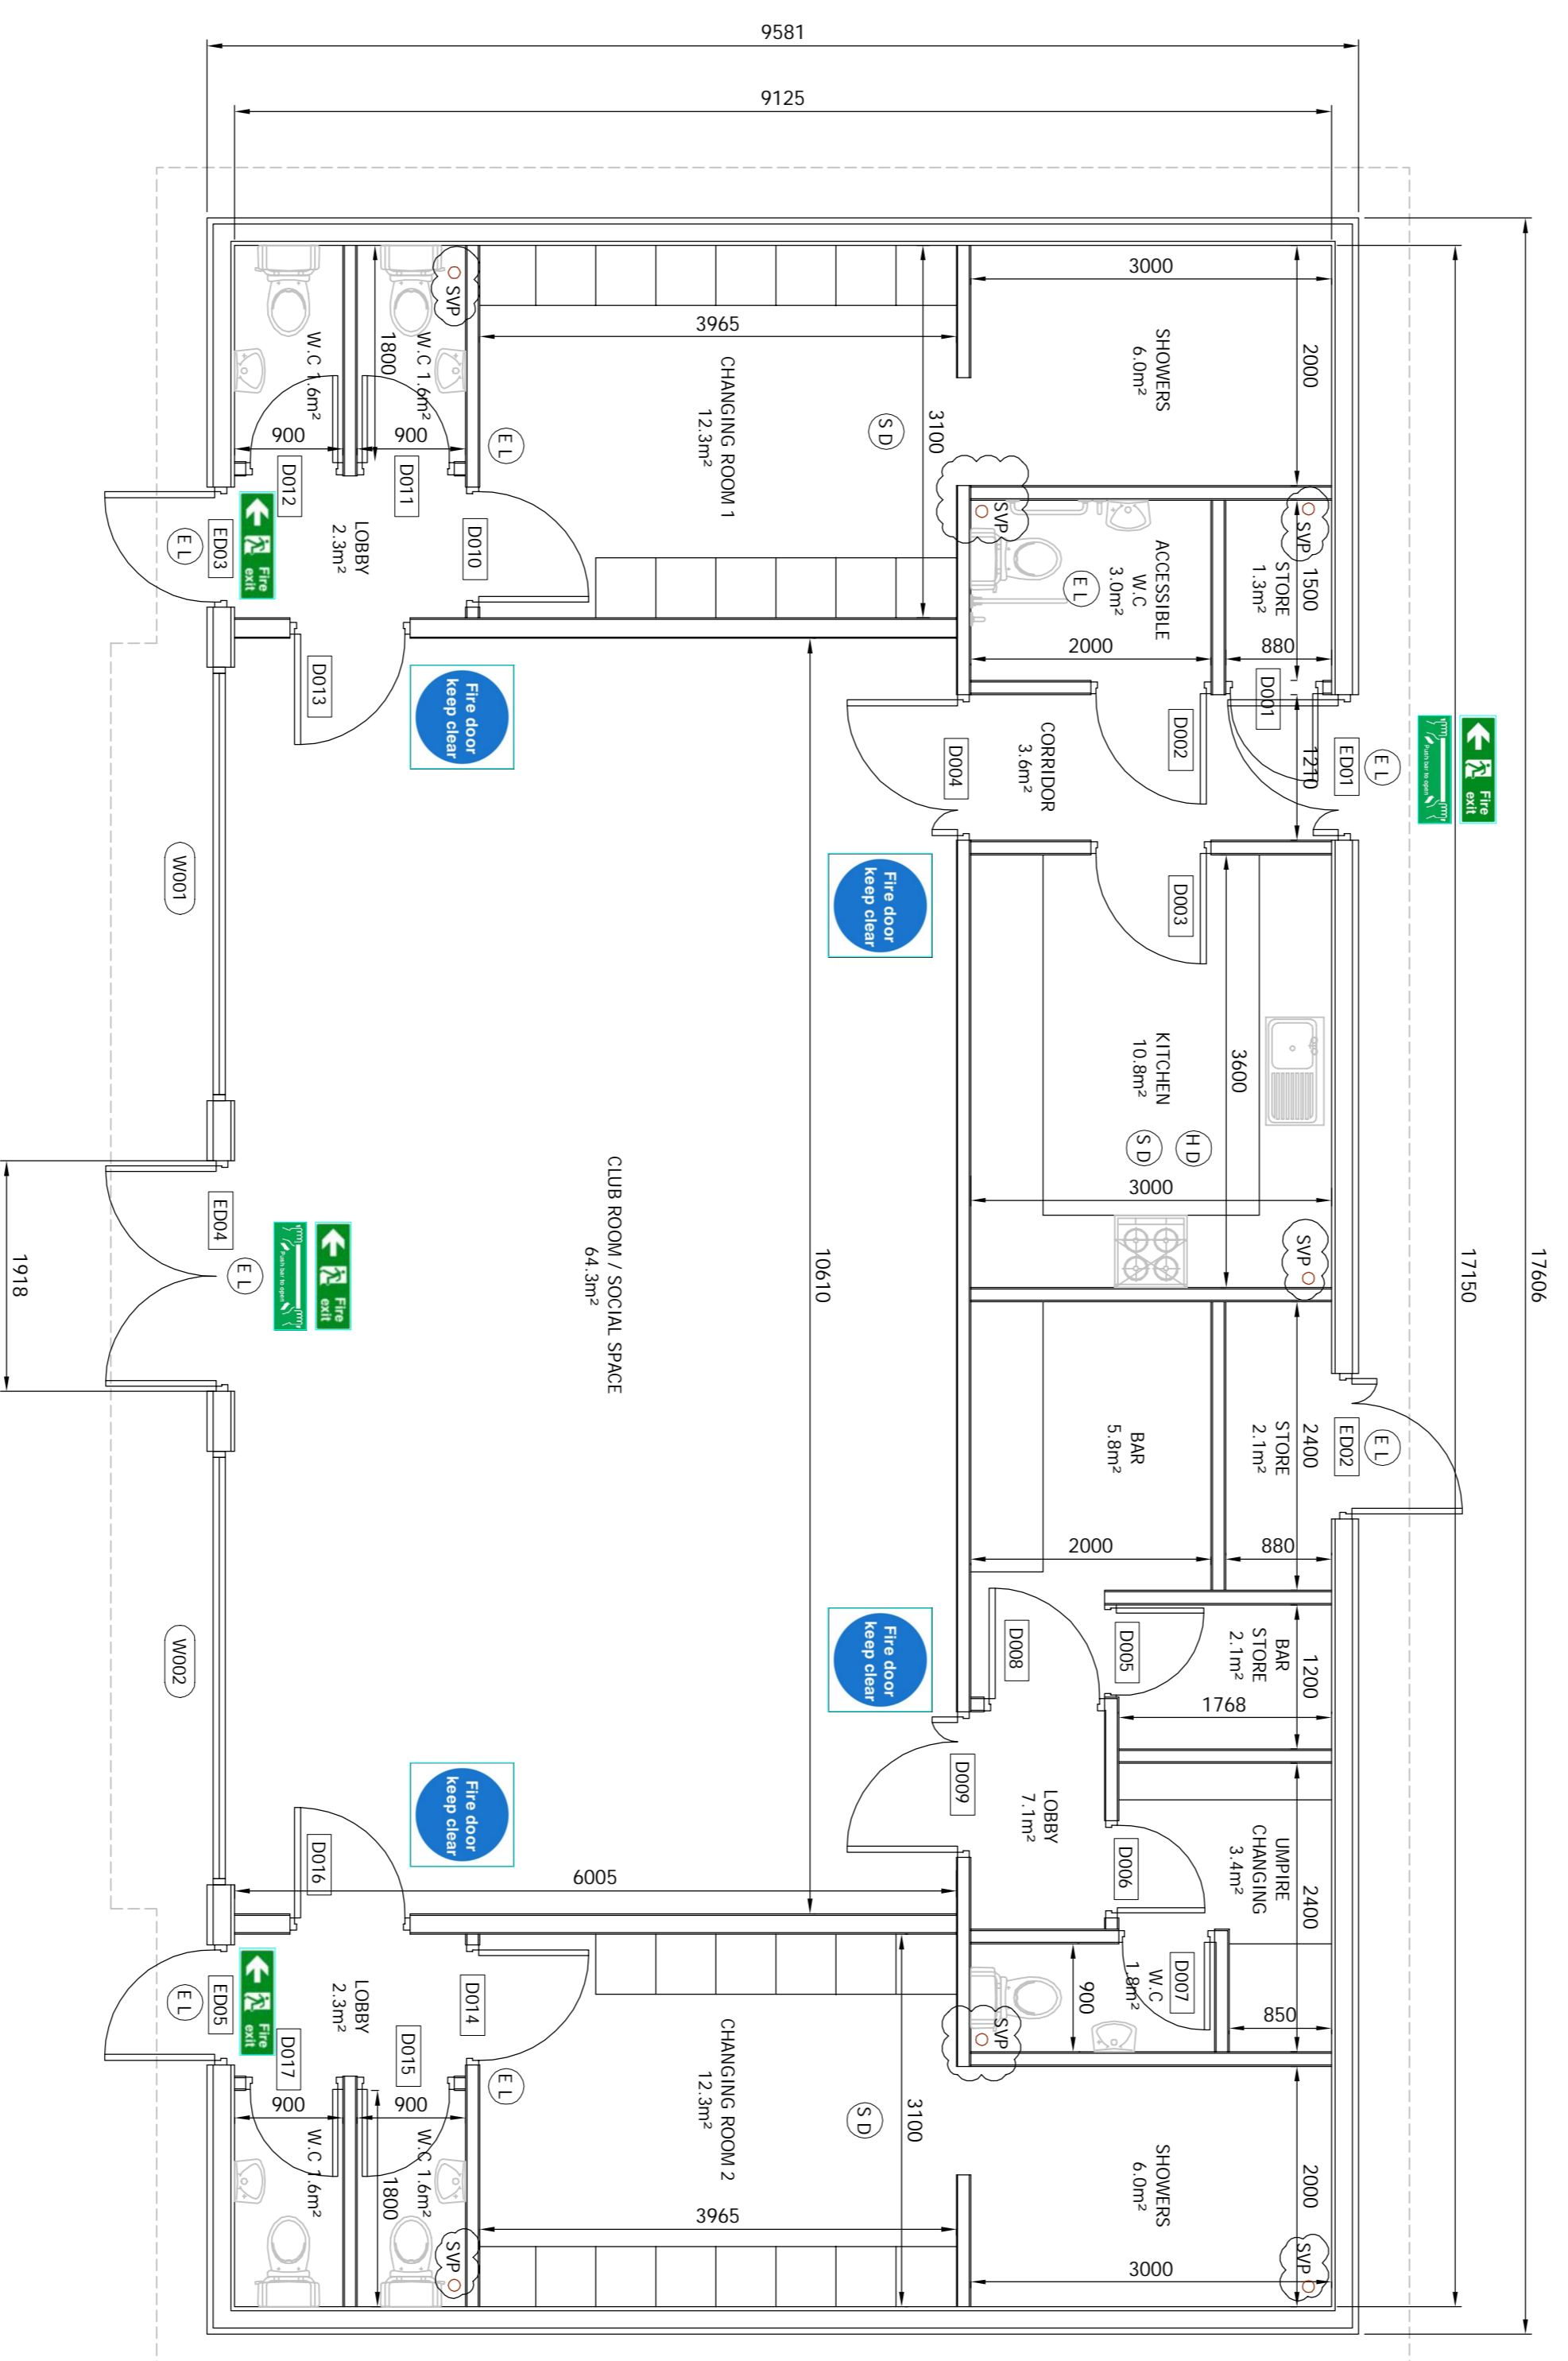 9581
9125
17606
17150
SHOWERS
6.0m²
3000
2000
CHANGING ROOM 1
12.3m²
3965
3100
S D
E L
W.C 1.6m²
W.C 1.6m²
1800
900
900
SVP
D011
D012
D010
LOBBY
2.3m²
ED03
E L
Fire
exit
D013
Fire door
keep clear
SVP
SVP
ACCESSIBLE
W.C
3.0m²
E L
2000
STORE
1.3m²
1500
880
D001
1210
ED01
E L
Fire
exit
Push bar to open
D002
CORRIDOR
3.6m²
D004
D003
Fire door
keep clear
KITCHEN
10.8m²
3600
3000
H D
S D
SVP
W001
CLUB ROOM / SOCIAL SPACE
64.3m²
10610
6005
ED04
E L
Fire
exit
Push bar to open
1918
BAR
5.8m²
2000
STORE
2.1m²
2400
880
ED02
E L
BAR
STORE
2.1m²
1200
1768
D005
D008
Fire door
keep clear
W002
LOBBY
7.1m²
D009
D006
UMPIRE
CHANGING
3.4m²
2400
850
D007
W.C
1.8m²
900
SVP
Fire door
keep clear
D016
LOBBY
2.3m²
ED05
E L
Fire
exit
D014
D015
D017
E L
900
900
W.C 1.6m²
W.C 1.6m²
1800
SVP
CHANGING ROOM 2
12.3m²
3965
3100
S D
SHOWERS
6.0m²
2000
3000
SVP